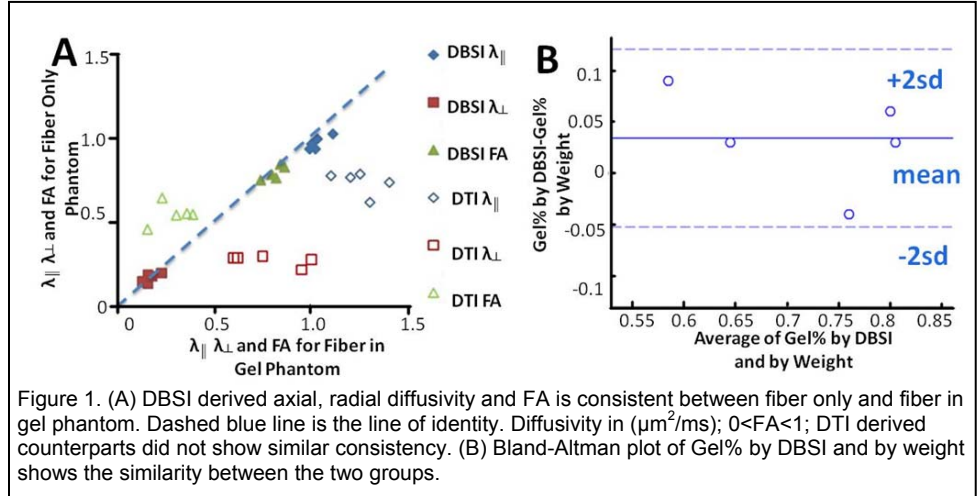 A
1.5
1.0
0.5
0
0
0.5
1.0
1.5
λ∥ λ⊥ and FA for Fiber Only
Phantom
λ∥ λ⊥ and FA for Fiber in
Gel Phantom
DBSI λ∥
DBSI λ⊥
DBSI FA
DTI λ∥
DTI λ⊥
DTI FA
B
0.1
0.05
0
-0.05
-0.1
0.55
0.6
0.65
0.7
0.75
0.8
0.85
Gel% by DBSI-Gel%
by Weight
+2sd
mean
-2sd
Average of Gel% by DBSI
and by Weight
Figure 1. (A) DBSI derived axial, radial diffusivity and FA is consistent between fiber only and fiber in
gel phantom. Dashed blue line is the line of identity. Diffusivity in (µm²/ms); 0<FA<1; DTI derived
counterparts did not show similar consistency. (B) Bland-Altman plot of Gel% by DBSI and by weight
shows the similarity between the two groups.